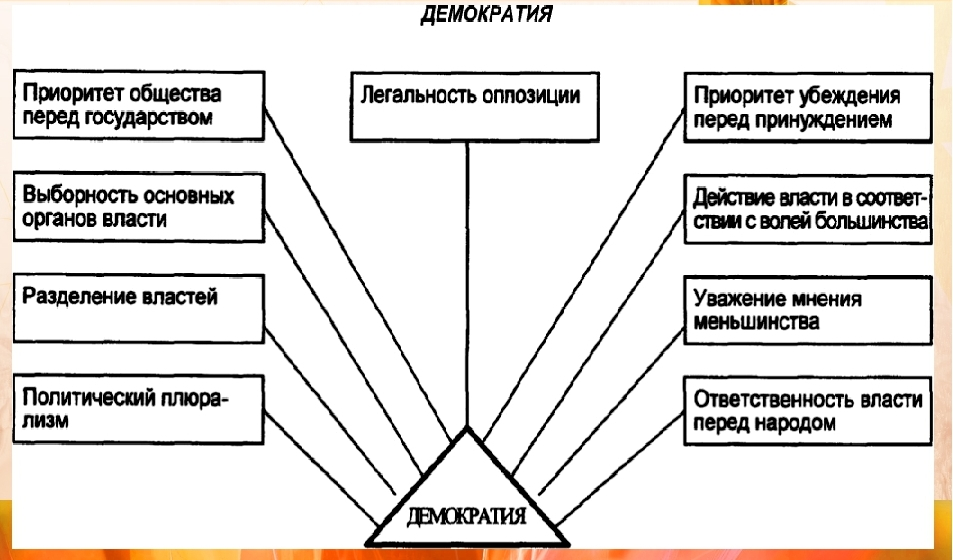 ДЕМОКРАТИЯ
Приоритет общества
перед государством
Легальность оппозиции
Приоритет убеждения
перед принуждением
Выборность основных
органов власти
Действие власти в соответ-
ствии с волей большинства
Разделение властей
Уважение мнения
меньшинства
Политический плюра-
лизм
Ответственность власти
перед народом
ДЕМОКРАТИЯ